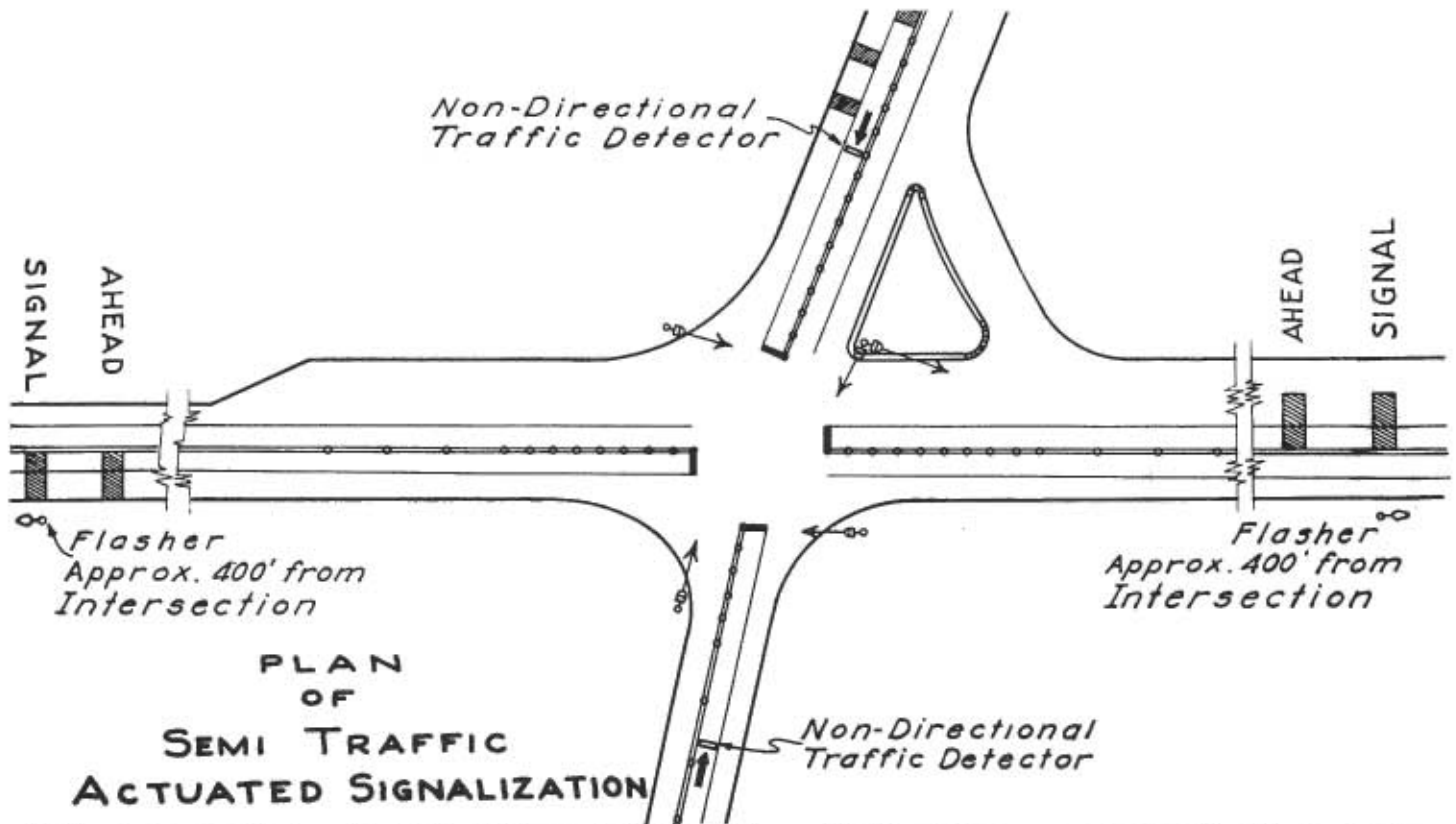 Non-Directional
Traffic Detector
SIGNAL
AHEAD
AHEAD
SIGNAL
Flasher
Approx. 400' from
Intersection
Flasher
Approx. 400' from
Intersection
PLAN
OF
SEMI TRAFFIC
ACTUATED SIGNALIZATION
Non-Directional
Traffic Detector